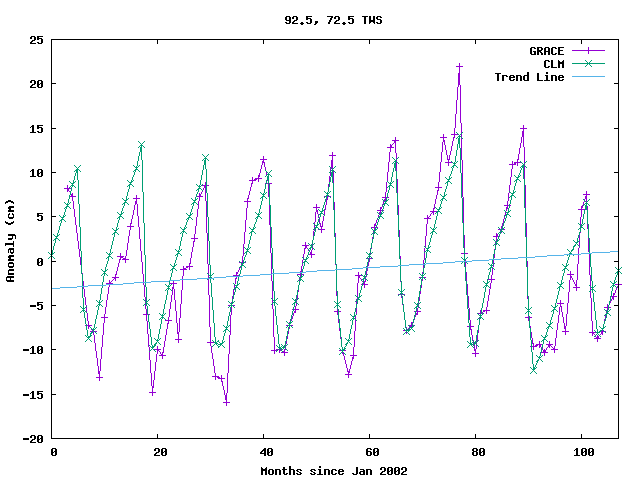 92.5, 72.5 TWS
GRACE
CLM
Trend Line
Anomaly (cm)
25
20
15
10
5
0
-5
-10
-15
-20
0 20 40 60 80 100
Months since Jan 2002